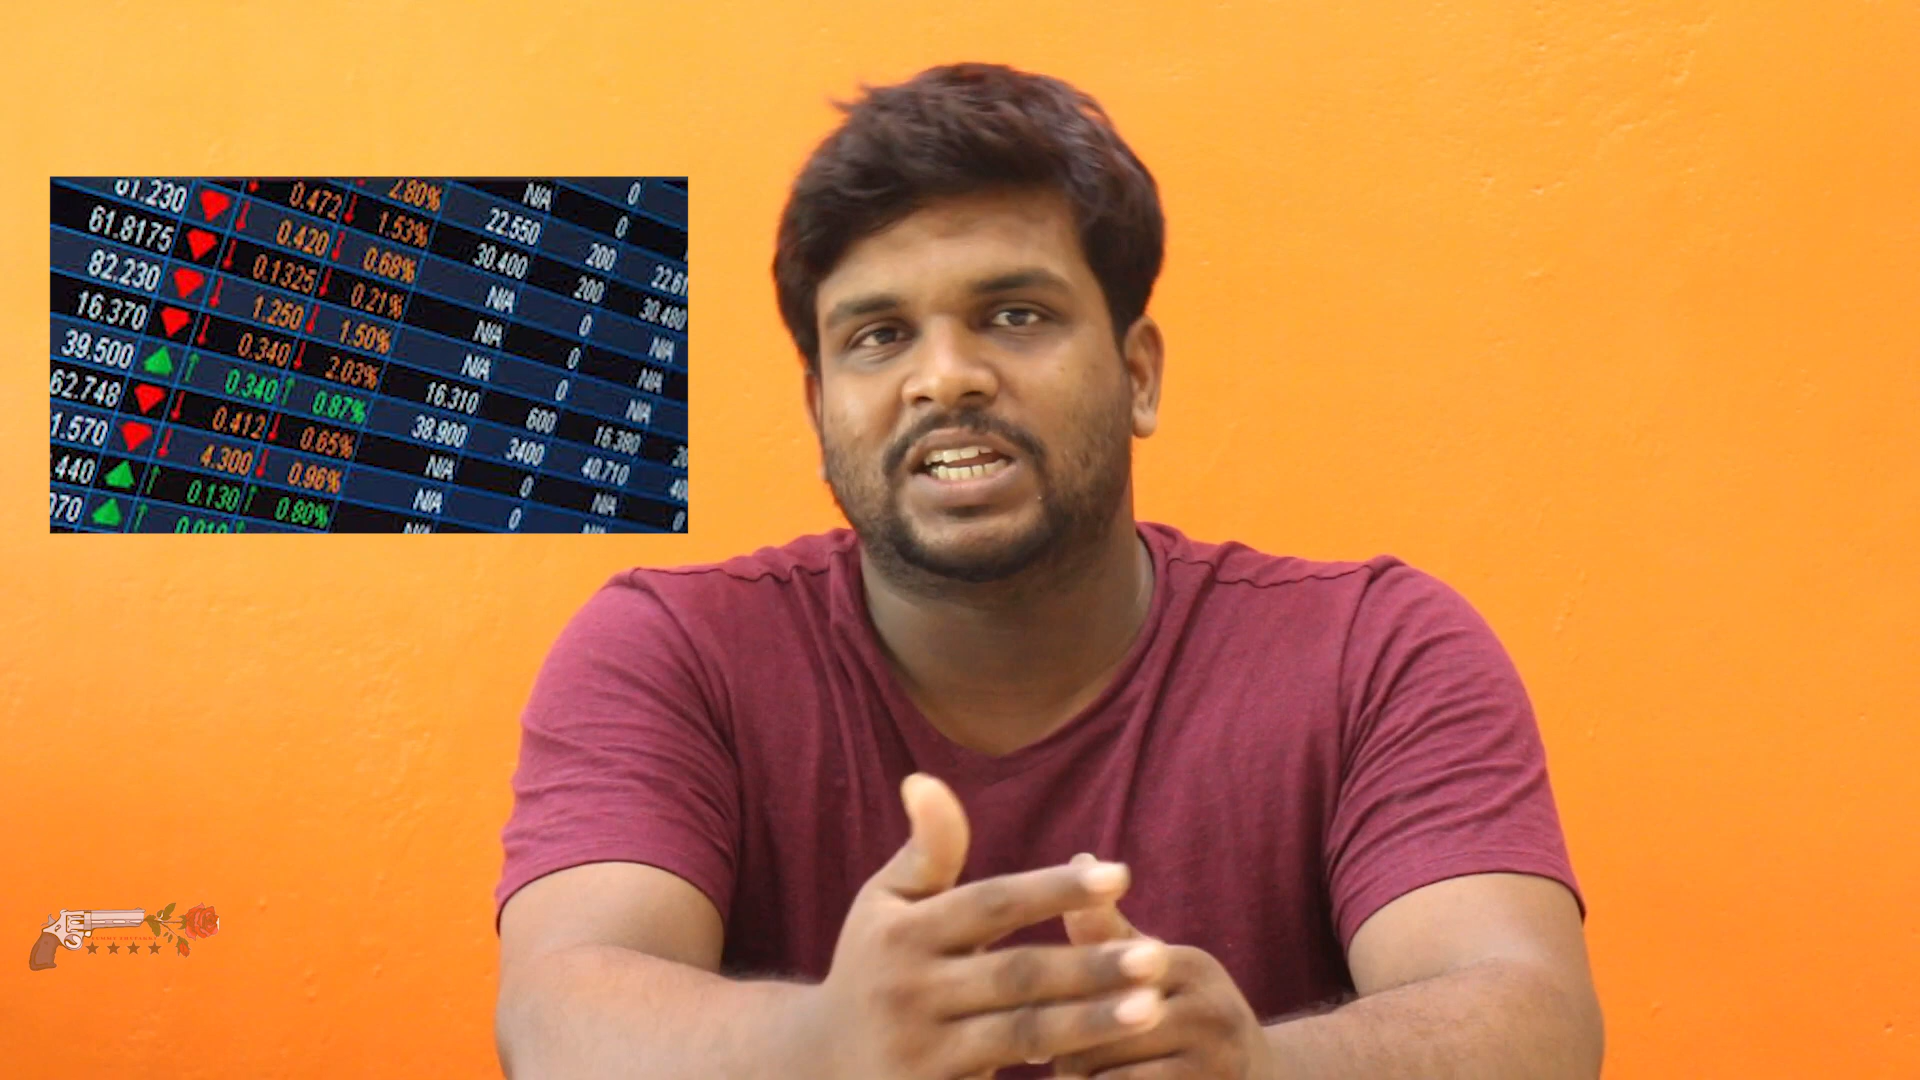 61.230 0.472 2.80% N/A 0
61.8175 0.420 1.53% 22.550 0
82.230 0.1325 0.68% 30.400 200 22.61
16.370 1.250 0.21% N/A 200 30.480
39.500 0.340 1.50% N/A 0 N/A
62.748 0.340 2.03% N/A 0 N/A
1.570 0.412 0.87% 16.310 0 N/A
.440 4.300 0.65% 38.900 600 16.380
070 0.130 0.96% N/A 3400 40.710
0.80% N/A 0 N/A
0